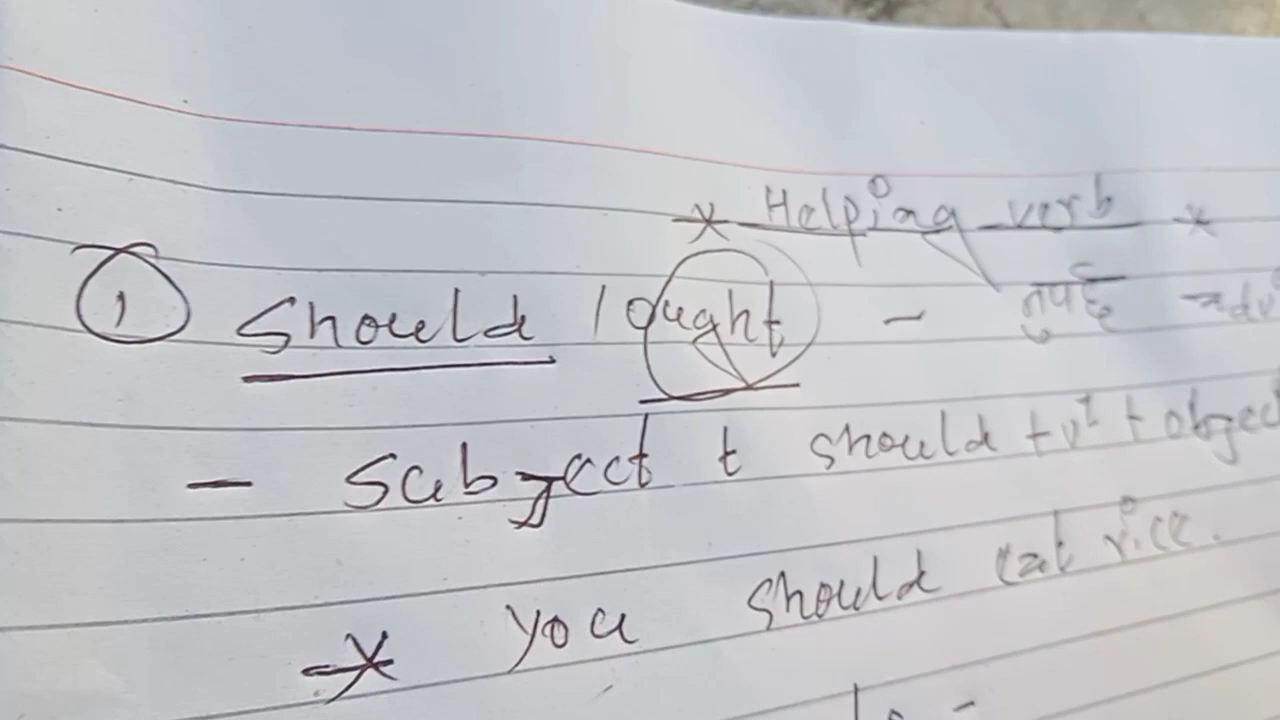 * Helping verb *
① Should / ought -
- Subject + should + v¹ + object
* you should eat rice.